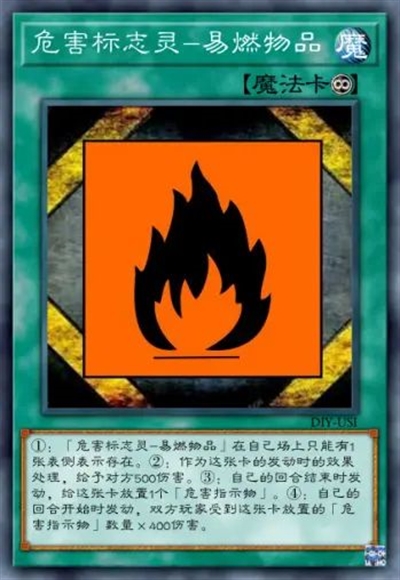 危害标志灵-易燃物品 魔
【魔法卡】
DIY-USI
①：「危害标志灵-易燃物品」在自己场上只能有1
张表侧表示存在。②：作为这张卡的发动时的效果
处理，给予对方500伤害。③：自己的回合结束时发
动，给这张卡放置1个「危害指示物」。④：自己的
回合开始时发动，双方玩家受到这张卡放置的「危
害指示物」数量×400伤害。